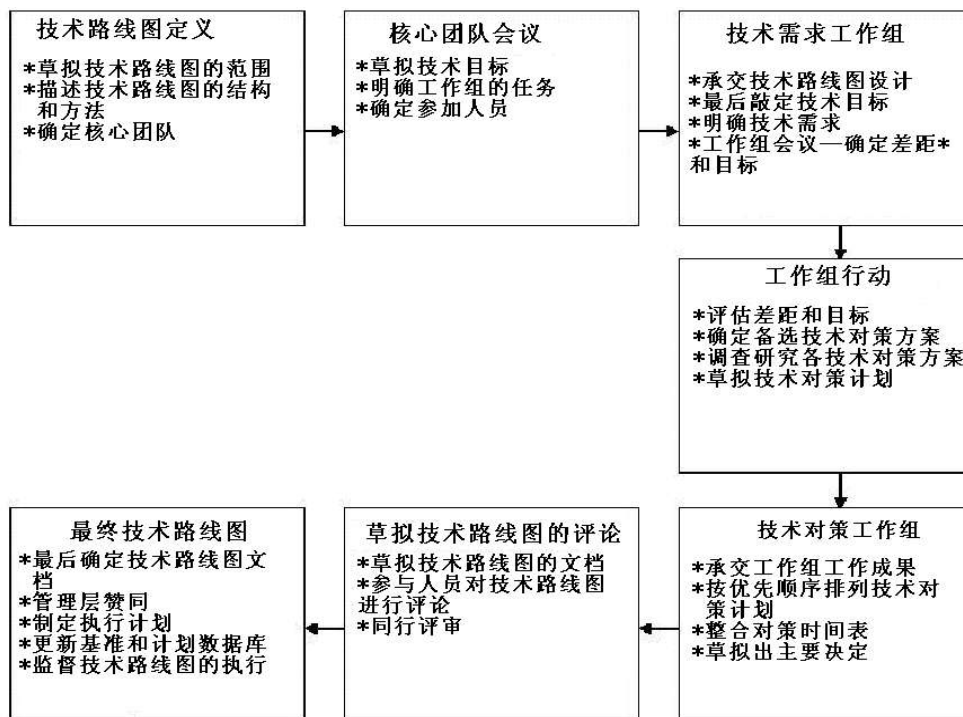 技术路线图定义
*草拟技术路线图的范围
*描述技术路线图的结构
和方法
*确定核心团队
核心团队会议
*草拟技术目标
*明确工作组的任务
*确定参加人员
技术需求工作组
*承交技术路线图设计
*最后敲定技术目标
*明确技术需求
*工作组会议—确定差距*
和目标
工作组行动
*评估差距和目标
*确定备选技术对策方案
*调查研究各技术对策方案
*草拟技术对策计划
技术对策工作组
*承交工作组工作成果
*按优先顺序排列技术对
策计划
*整合对策时间表
*草拟出主要决定
草拟技术路线图的评论
*草拟技术路线图的文档
*参与人员对技术路线图
进行评论
*同行评审
最终技术路线图
*最后确定技术路线图文
档
*管理层赞同
*制定执行计划
*更新基准和计划数据库
*监督技术路线图的执行